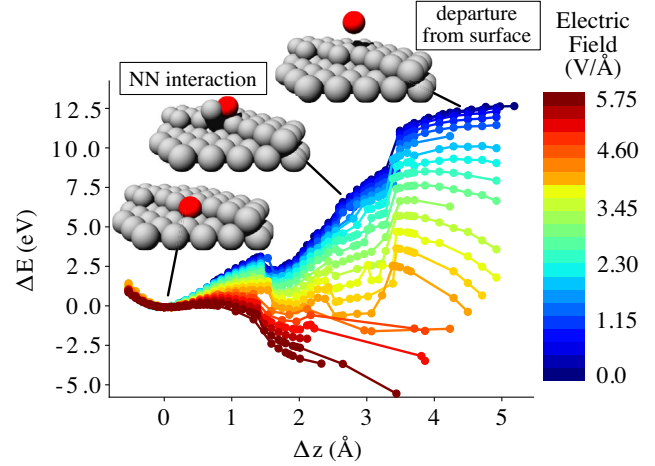 departure
from surface
Electric
Field
(V/Å)
NN interaction
12.5
10.0
7.5
5.0
2.5
0.0
-2.5
-5.0
ΔE (eV)
5.75
4.60
3.45
2.30
1.15
0.0
0
1
2
3
4
5
Δz (Å)